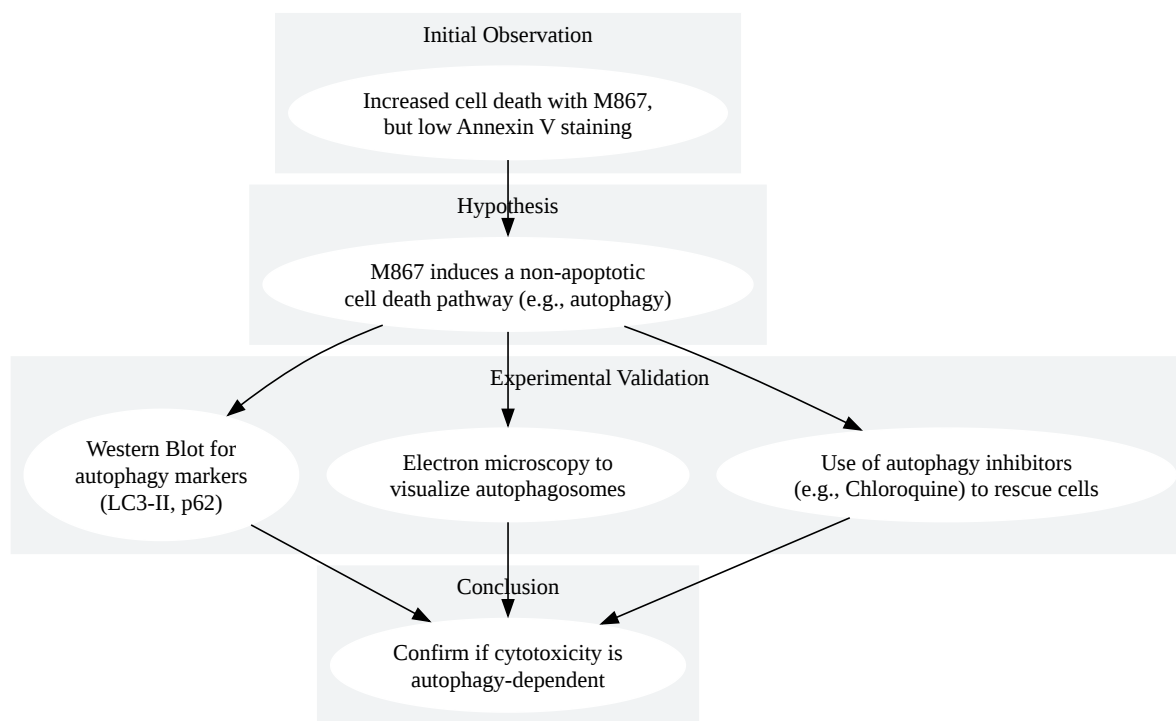 Initial Observation
Increased cell death with M867,
but low Annexin V staining
Hypothesis
M867 induces a non-apoptotic
cell death pathway (e.g., autophagy)
Experimental Validation
Western Blot for
autophagy markers
(LC3-II, p62)
Electron microscopy to
visualize autophagosomes
Use of autophagy inhibitors
(e.g., Chloroquine) to rescue cells
Conclusion
Confirm if cytotoxicity is
autophagy-dependent